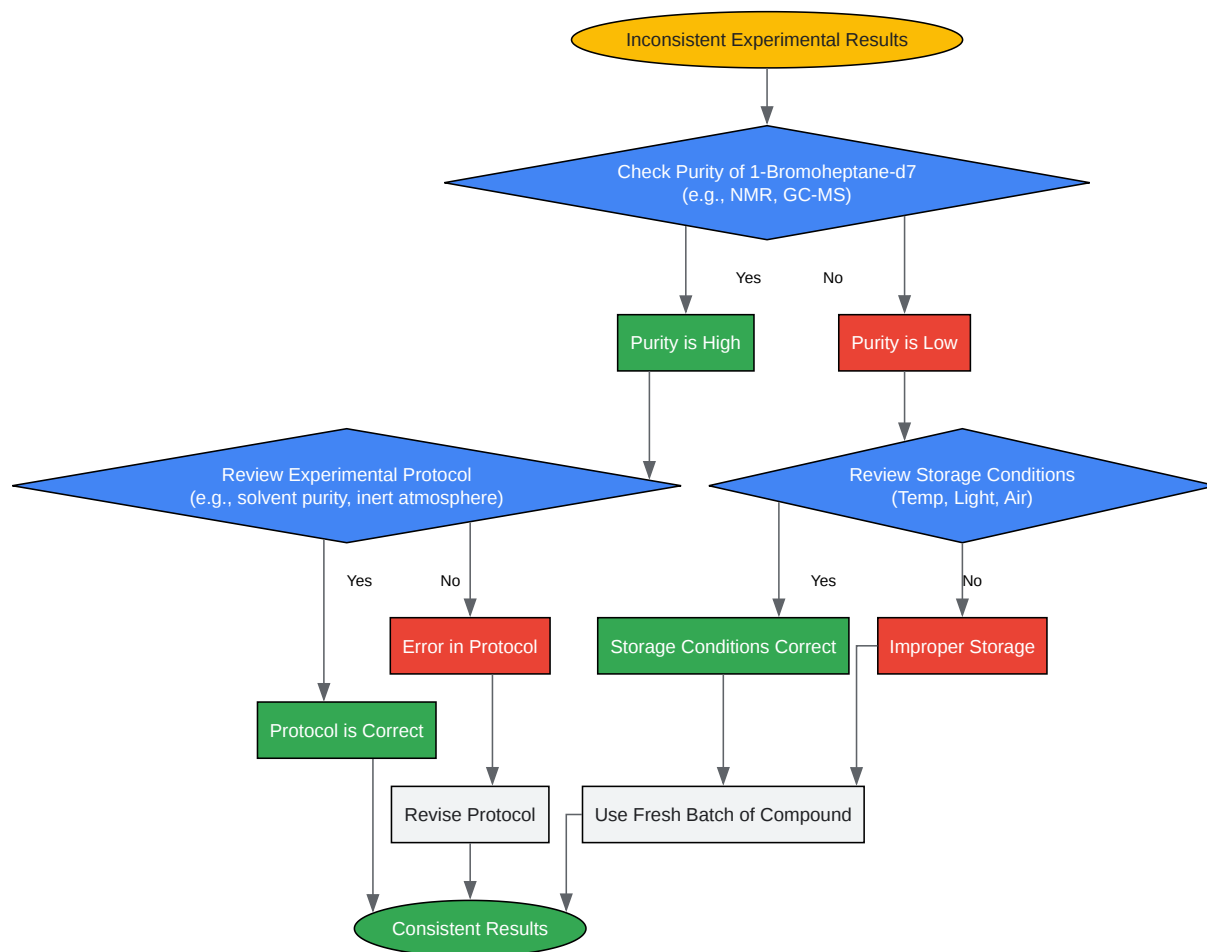 Inconsistent Experimental Results
Check Purity of 1-Bromoheptane-d7
(e.g., NMR, GC-MS)
Yes
No
Purity is High
Purity is Low
Review Experimental Protocol
(e.g., solvent purity, inert atmosphere)
Review Storage Conditions
(Temp, Light, Air)
Yes
No
Yes
No
Error in Protocol
Storage Conditions Correct
Improper Storage
Protocol is Correct
Revise Protocol
Use Fresh Batch of Compound
Consistent Results